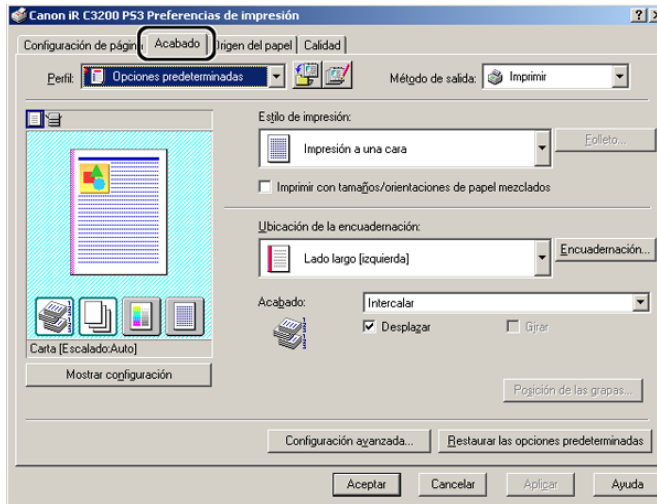 Canon iR C3200 PS3 Preferencias de impresión
Configuración de página Acabado Origen del papel Calidad
Perfil: Opciones predeterminadas Método de salida: Imprimir
Estilo de impresión:
Impresión a una cara Folleto...
Imprimir con tamaños/orientaciones de papel mezclados
Ubicación de la encuadernación:
Lado largo [izquierda] Encuadernación...
Acabado: Intercalar
Desplazar Girar
Carta [Escalado:Auto]
Mostrar configuración
Posición de las grapas...
Configuración avanzada... Restaurar las opciones predeterminadas
Aceptar Cancelar Aplicar Ayuda